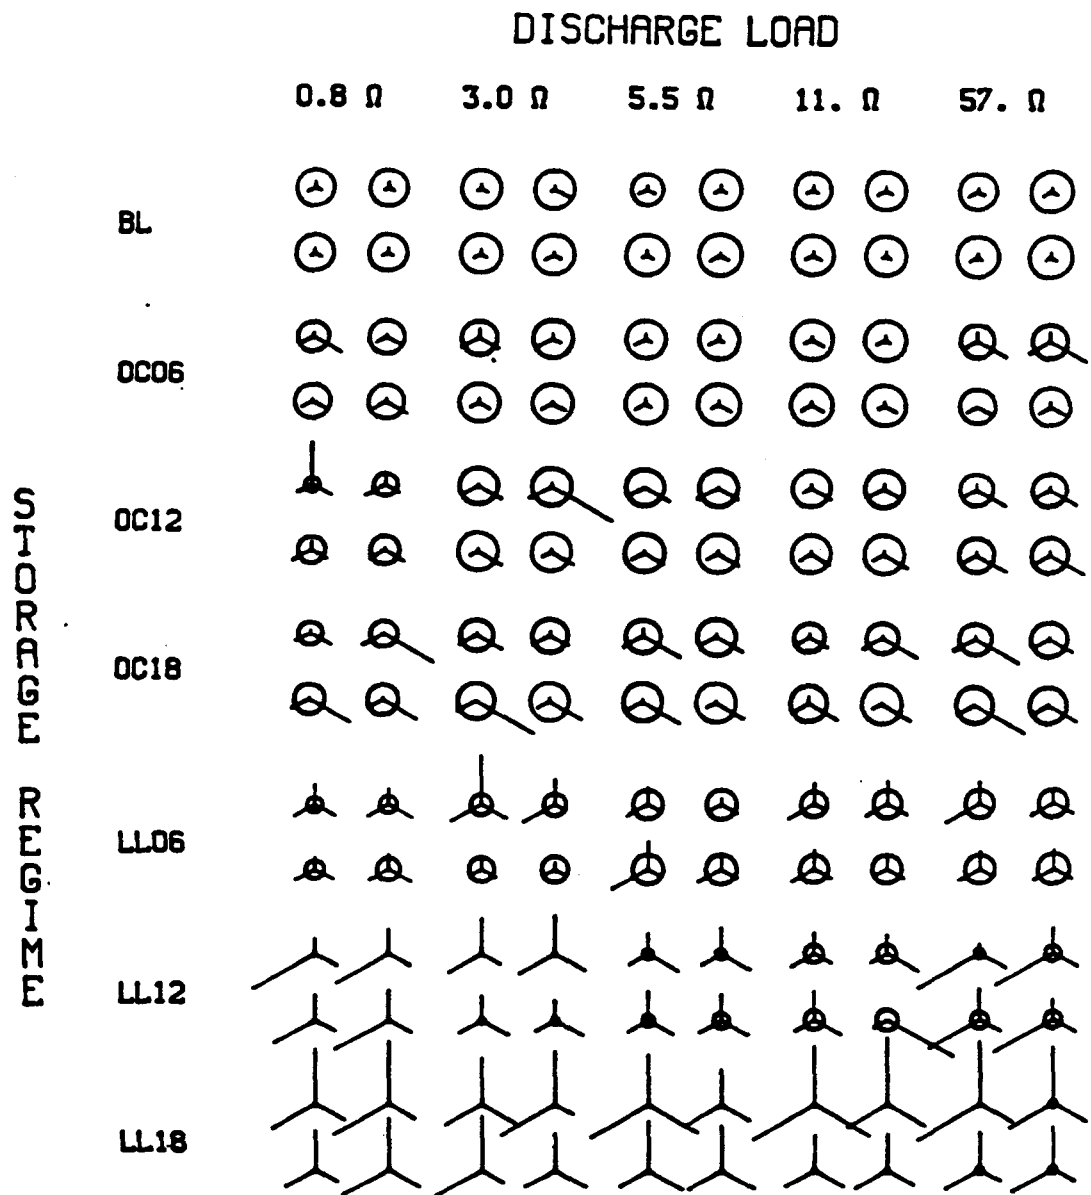 DISCHARGE LOAD
0.8 Ω 3.0 Ω 5.5 Ω 11. Ω 57. Ω
BL
OC06
OC12
OC18
LL06
LL12
LL18
STORAGE REGIME